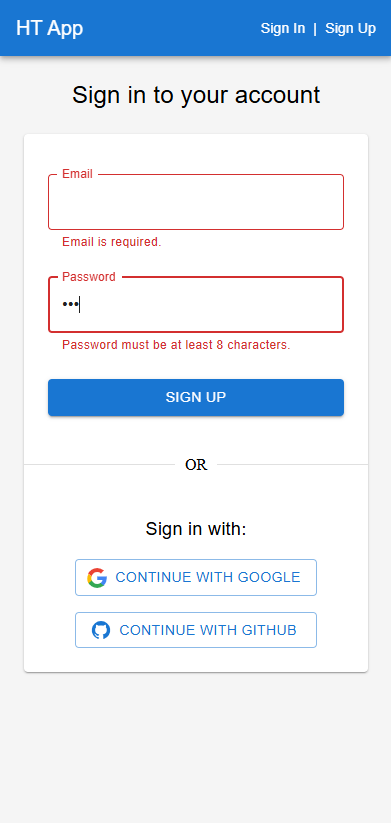 HT App
Sign In | Sign Up
Sign in to your account
Email
Email is required.
Password
•••
Password must be at least 8 characters.
SIGN UP
OR
Sign in with:
CONTINUE WITH GOOGLE
CONTINUE WITH GITHUB